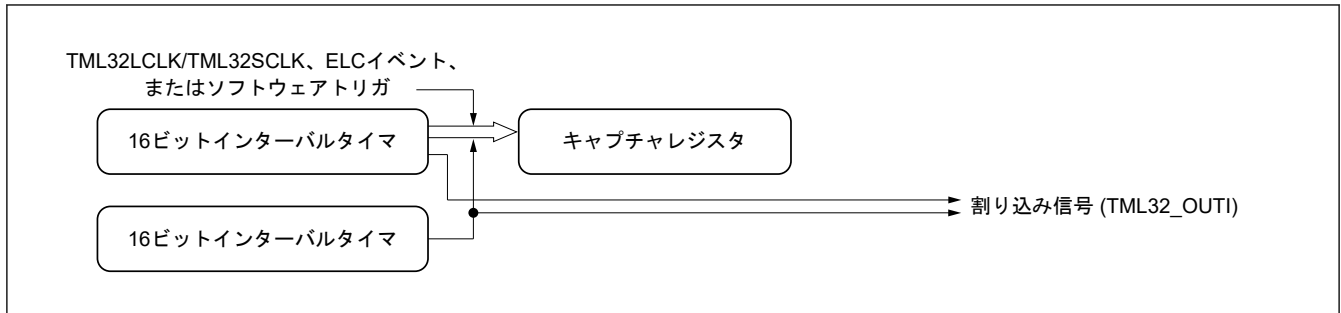 TML32LCLK/TML32SCLK、ELCイベント、
またはソフトウェアトリガ
16ビットインターバルタイマ
キャプチャレジスタ
割り込み信号 (TML32_OUTI)
16ビットインターバルタイマ